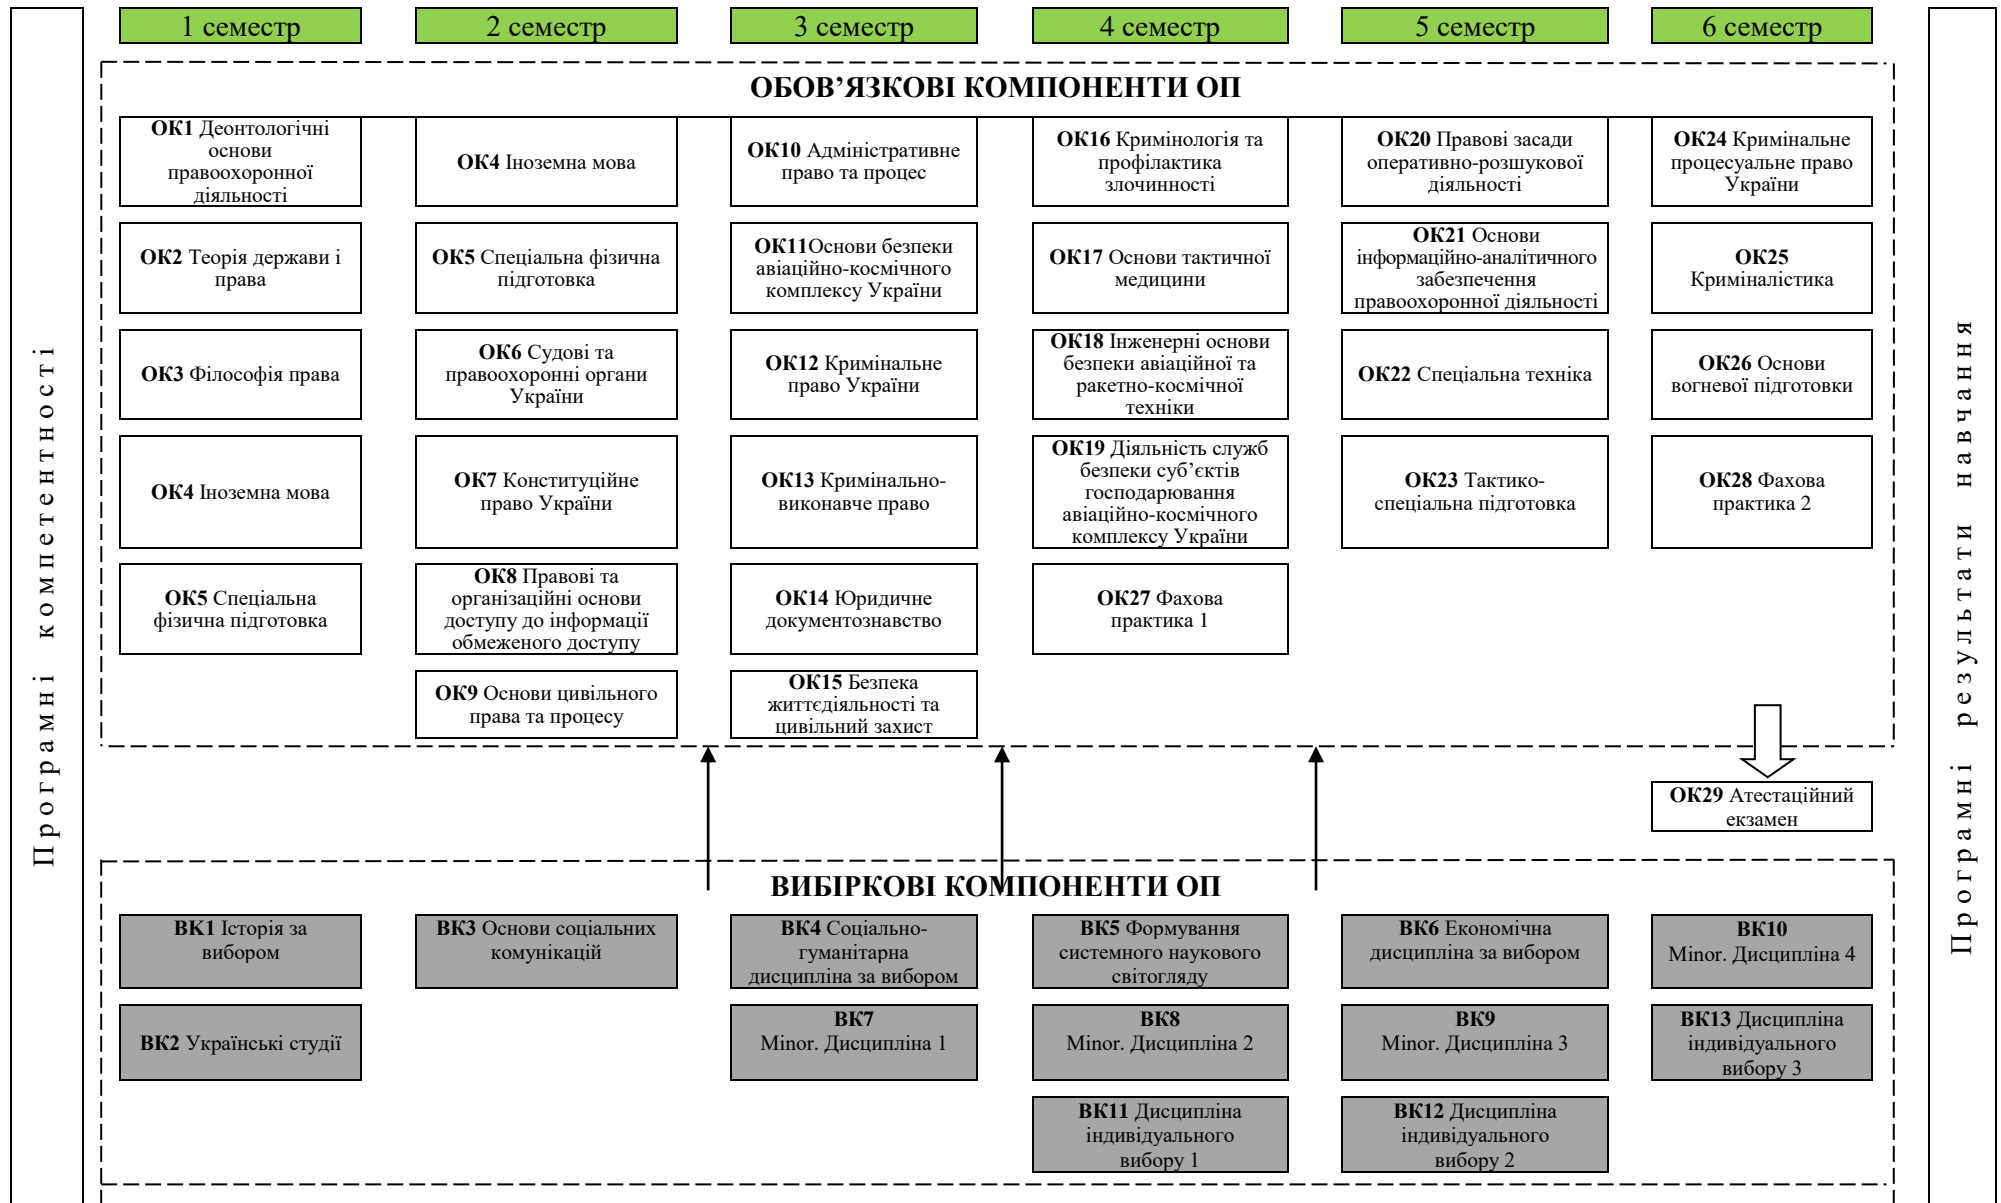 1 семестр
2 семестр
3 семестр
4 семестр
5 семестр
6 семестр
Програмні компетентності
ОБОВ’ЯЗКОВІ КОМПОНЕНТИ ОП
ОК1 Деонтологічні
основи
правоохоронної
діяльності
ОК4 Іноземна мова
ОК10 Адміністративне
право та процес
ОК16 Кримінологія та
профілактика
злочинності
ОК20 Правові засади
оперативно-розшукової
діяльності
ОК24 Кримінальне
процесуальне право
України
ОК2 Теорія держави і
права
ОК5 Спеціальна фізична
підготовка
ОК11Основи безпеки
авіаційно-космічного
комплексу України
ОК17 Основи тактичної
медицини
ОК21 Основи
інформаційно-аналітичного
забезпечення
правоохоронної діяльності
ОК25
Криміналістика
ОК3 Філософія права
ОК6 Судові та
правоохоронні органи
України
ОК12 Кримінальне
право України
ОК18 Інженерні основи
безпеки авіаційної та
ракетно-космічної
техніки
ОК22 Спеціальна техніка
ОК26 Основи
вогневої підготовки
ОК4 Іноземна мова
ОК7 Конституційне
право України
ОК13 Кримінально-
виконавче право
ОК19 Діяльність служб
безпеки суб’єктів
господарювання
авіаційно-космічного
комплексу України
ОК23 Тактико-
спеціальна підготовка
ОК28 Фахова
практика 2
ОК5 Спеціальна
фізична підготовка
ОК8 Правові та
організаційні основи
доступу до інформації
обмеженого доступу
ОК14 Юридичне
документознавство
ОК27 Фахова
практика 1
ОК9 Основи цивільного
права та процесу
ОК15 Безпека
життєдіяльності та
цивільний захист
ОК29 Атестаційний
екзамен
ВИБІРКОВІ КОМПОНЕНТИ ОП
ВК1 Історія за
вибором
ВК3 Основи соціальних
комунікацій
ВК4 Соціально-
гуманітарна
дисципліна за вибором
ВК5 Формування
системного наукового
світогляду
ВК6 Економічна
дисципліна за вибором
ВК10
Minor. Дисципліна 4
ВК2 Українські студії
ВК7
Minor. Дисципліна 1
ВК8
Minor. Дисципліна 2
ВК9
Minor. Дисципліна 3
ВК13 Дисципліна
індивідуального
вибору 3
ВК11 Дисципліна
індивідуального
вибору 1
ВК12 Дисципліна
індивідуального
вибору 2
Програмні результати навчання